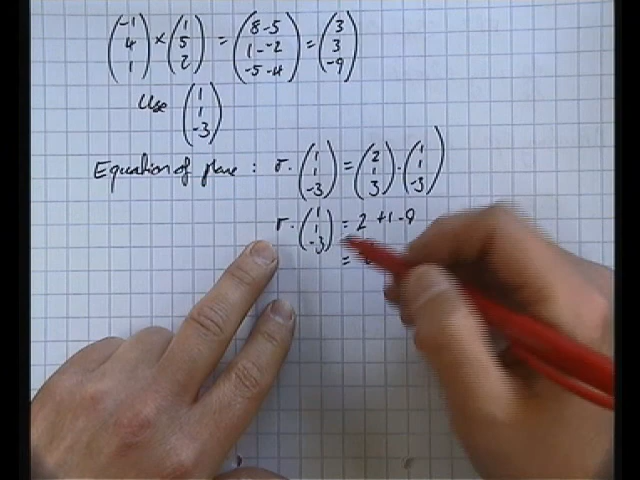 (-1 4 1) × (1 5 2) = (8-5 1--2 -5-4) = (3 3 -9)
Use (1 1 -3)
Equation of plane : r. (1 1 -3) = (2 1 3) . (1 1 -3)
r. (1 1 -3) = 2 +1-9
=